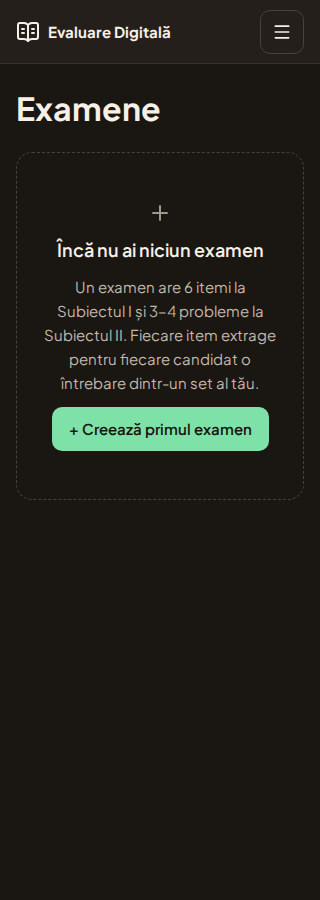 Evaluare Digitală
Examene
Încă nu ai niciun examen
Un examen are 6 itemi la
Subiectul I și 3–4 probleme la
Subiectul II. Fiecare item extrage
pentru fiecare candidat o
întrebare dintr-un set al tău.
+ Creează primul examen